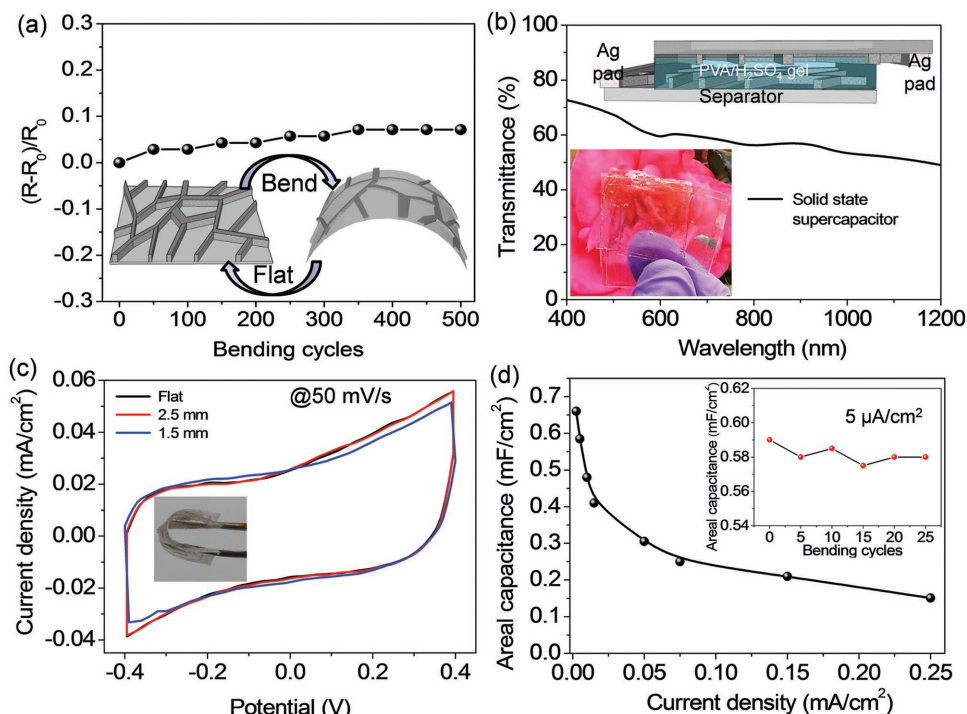 (a)
(R-R₀)/R₀
0.3
0.2
0.1
0.0
-0.1
-0.2
-0.3
Bend
Flat
0 100 200 300 400 500
Bending cycles
(b)
Transmittance (%)
100
80
60
40
20
0
Ag pad
PVA/H₂SO₄ gel
Ag pad
Separator
Solid state
supercapacitor
400 600 800 1000 1200
Wavelength (nm)
(c)
Current density (mA/cm²)
0.06
0.04
0.02
0.00
-0.02
-0.04
Flat
2.5 mm
1.5 mm
@50 mV/s
-0.4 -0.2 0.0 0.2 0.4
Potential (V)
(d)
Areal capacitance (mF/cm²)
0.7
0.6
0.5
0.4
0.3
0.2
0.1
0.0
Areal capacitance (mF/cm²)
0.62
0.60
0.58
0.56
0.54
5 µA/cm²
0 5 10 15 20 25
Bending cycles
0.00 0.05 0.10 0.15 0.20 0.25
Current density (mA/cm²)